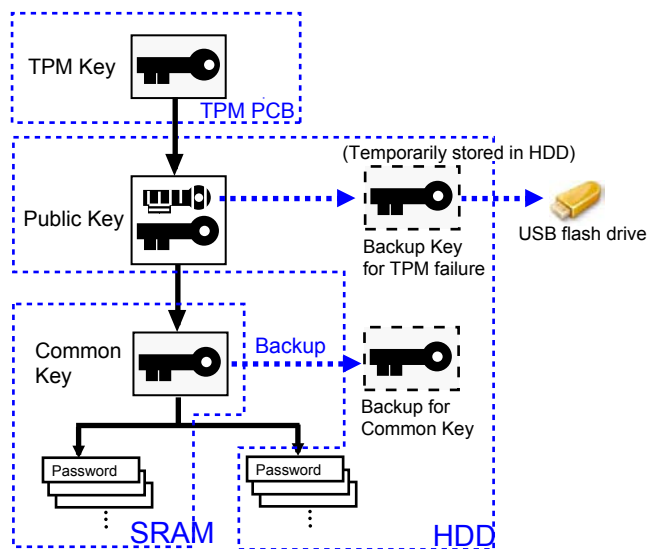 TPM Key
TPM PCB
(Temporarily stored in HDD)
Public Key
USB flash drive
Backup Key
for TPM failure
Common
Key
Backup
Backup for
Common Key
Password
Password
SRAM
HDD